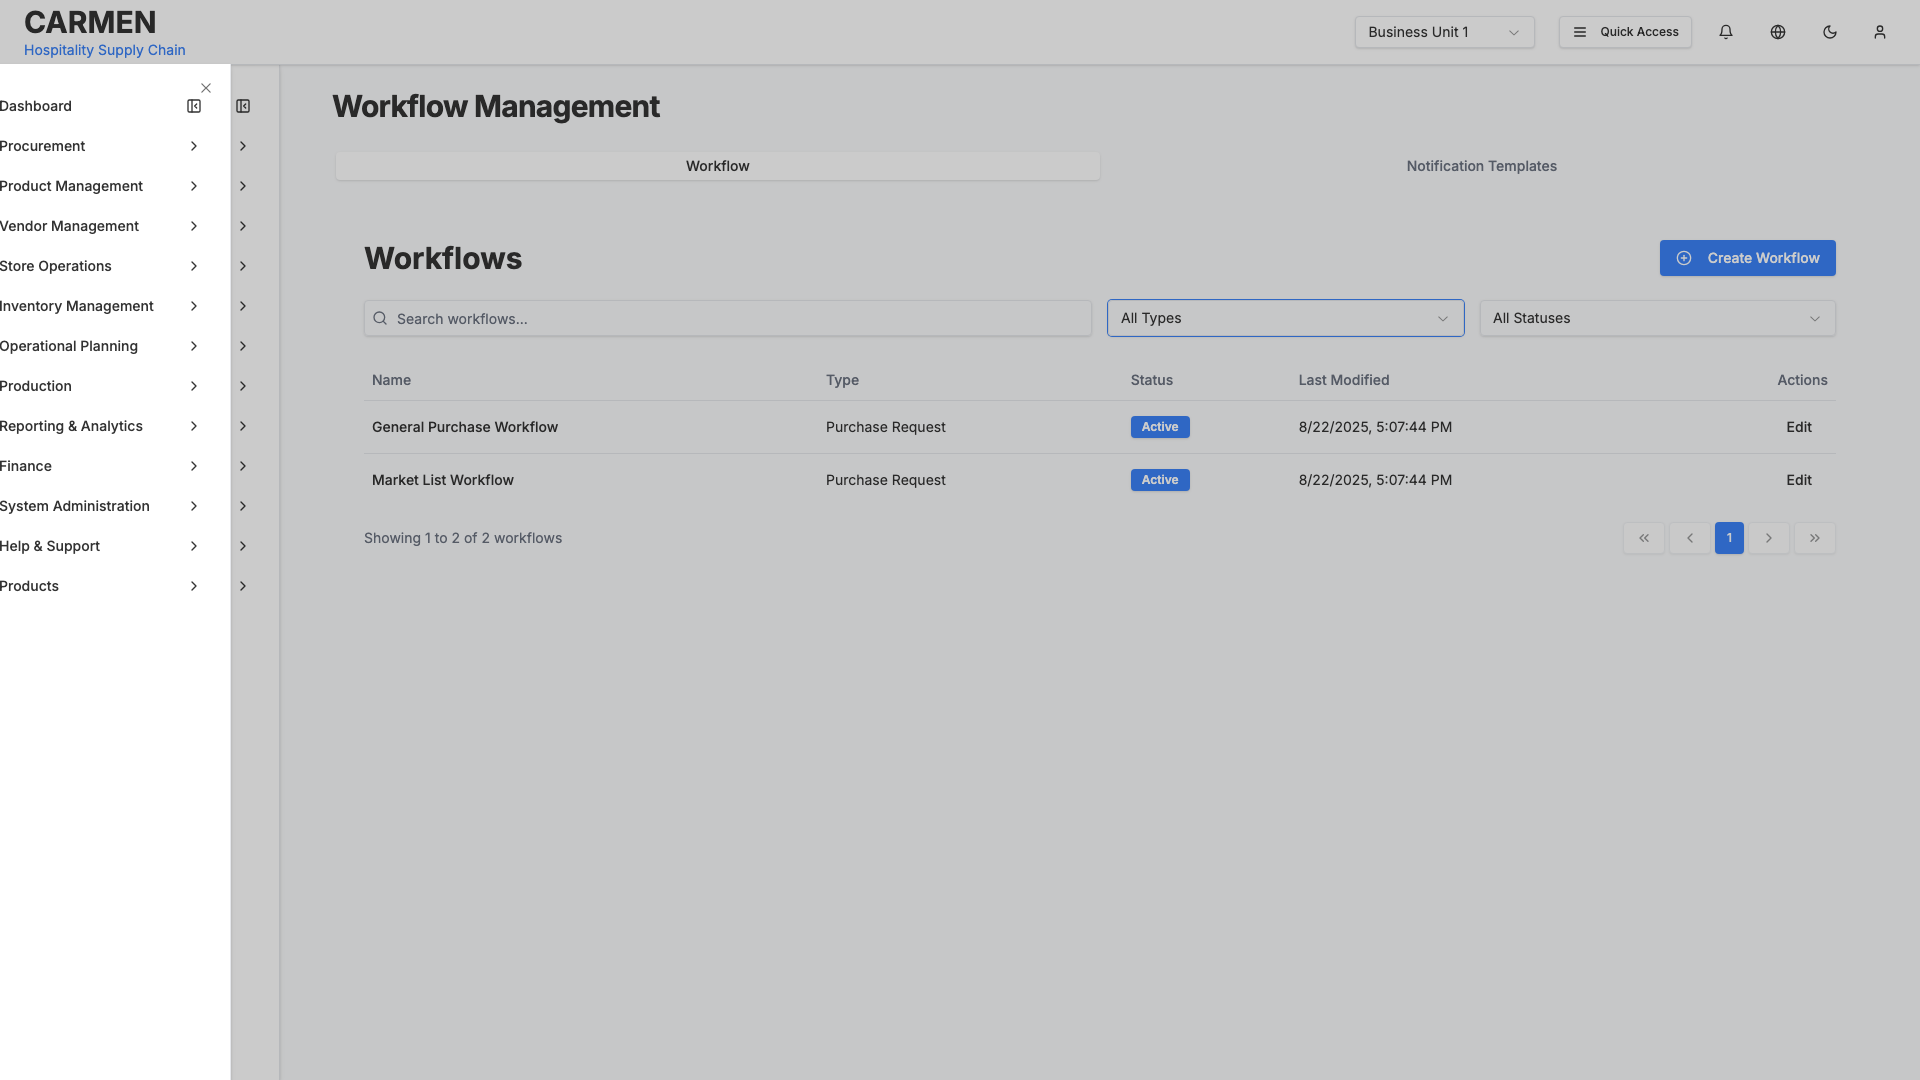 CARMEN
Hospitality Supply Chain
Business Unit 1
Quick Access
Dashboard
Procurement
Product Management
Vendor Management
Store Operations
Inventory Management
Operational Planning
Production
Reporting & Analytics
Finance
System Administration
Help & Support
Products
Workflow Management
Workflow
Notification Templates
Workflows
Create Workflow
Search workflows...
All Types
All Statuses
Name Type Status Last Modified Actions
General Purchase Workflow Purchase Request Active 8/22/2025, 5:07:44 PM Edit
Market List Workflow Purchase Request Active 8/22/2025, 5:07:44 PM Edit
Showing 1 to 2 of 2 workflows
1